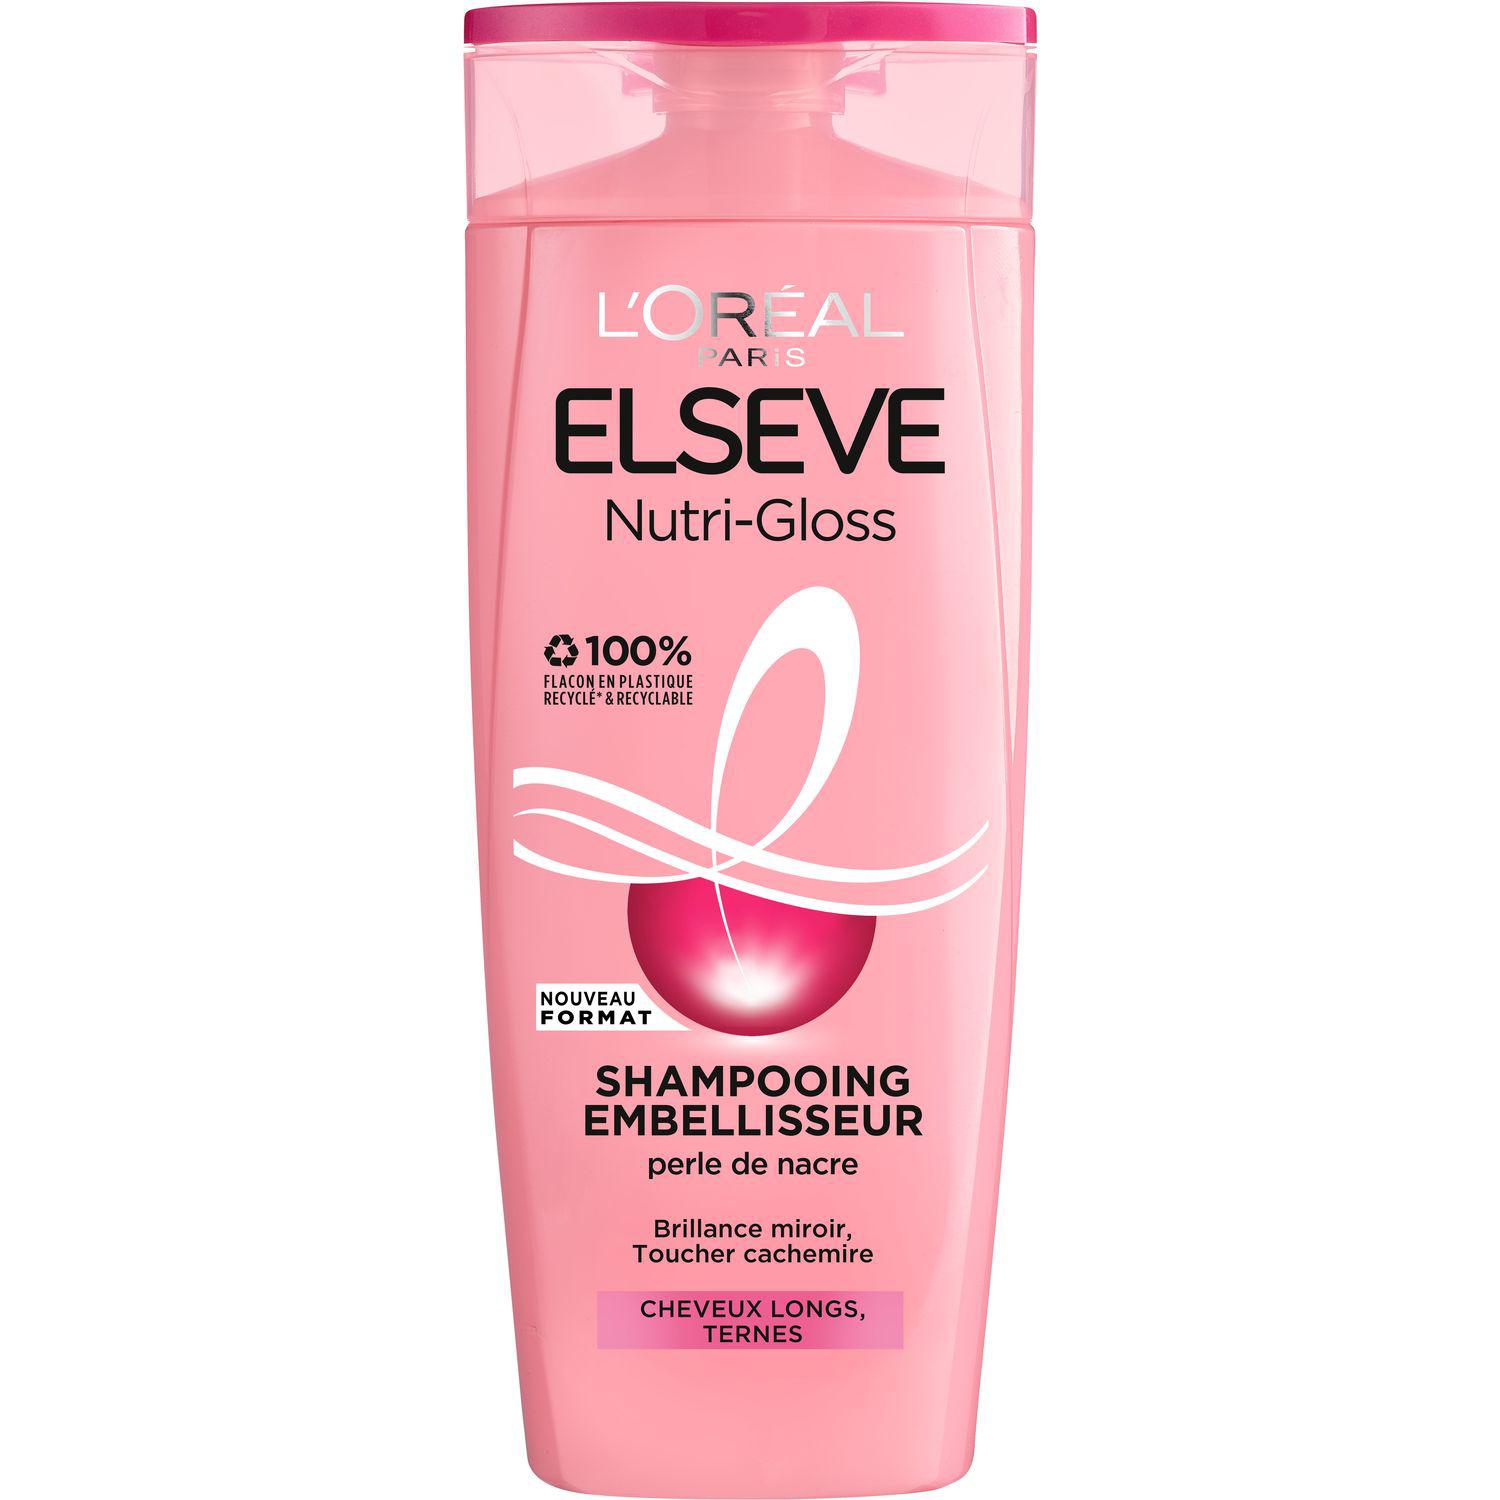 L'ORÉAL
PARiS
ELSEVE
Nutri-Gloss
100%
FLACON EN PLASTIQUE
RECYCLÉ* & RECYCLABLE
NOUVEAU
FORMAT
SHAMPOOING
EMBELLISSEUR
perle de nacre
Brillance miroir,
Toucher cachemire
CHEVEUX LONGS,
TERNES